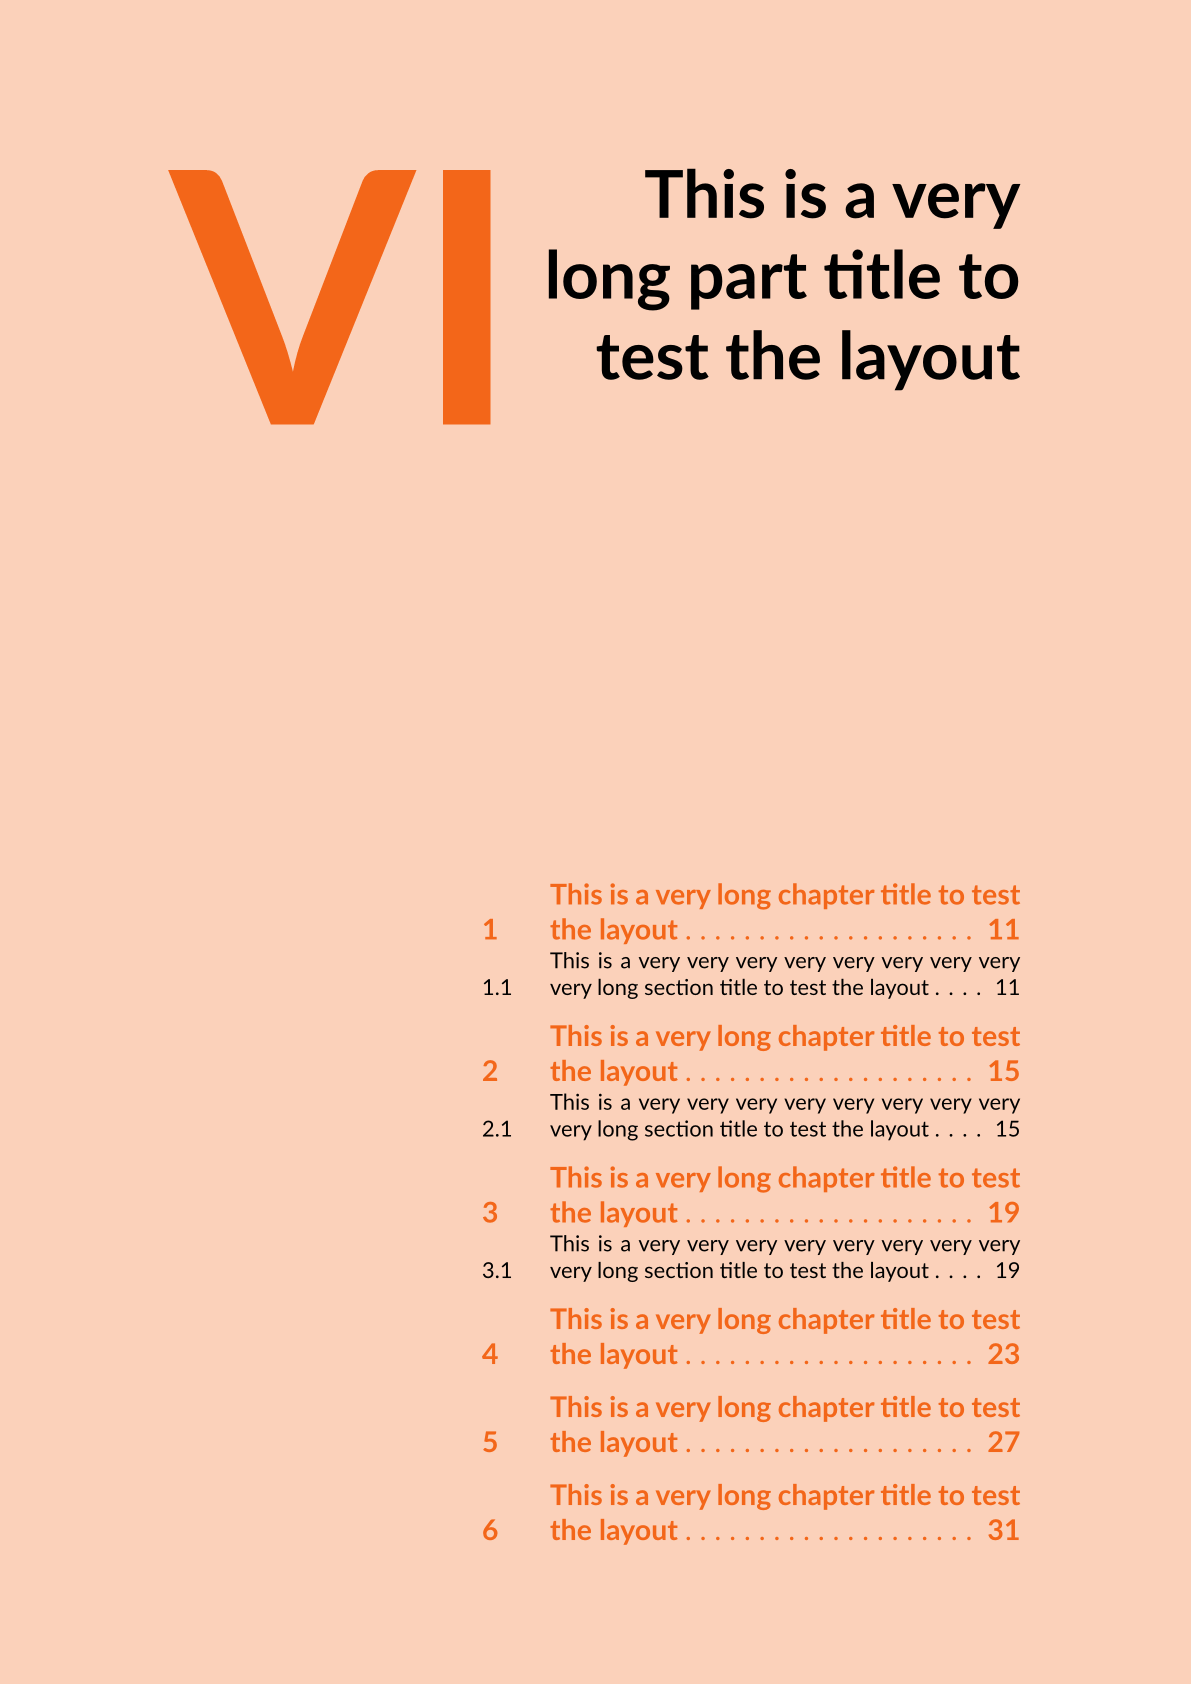 VI
This is a very
long part title to
test the layout
This is a very long chapter title to test
1 the layout . . . . . . . . . . . . . . . . . . . . 11
This is a very very very very very very very very
1.1 very long section title to test the layout . . . . 11
This is a very long chapter title to test
2 the layout . . . . . . . . . . . . . . . . . . . . 15
This is a very very very very very very very very
2.1 very long section title to test the layout . . . . 15
This is a very long chapter title to test
3 the layout . . . . . . . . . . . . . . . . . . . . 19
This is a very very very very very very very very
3.1 very long section title to test the layout . . . . 19
This is a very long chapter title to test
4 the layout . . . . . . . . . . . . . . . . . . . . 23
This is a very long chapter title to test
5 the layout . . . . . . . . . . . . . . . . . . . . 27
This is a very long chapter title to test
6 the layout . . . . . . . . . . . . . . . . . . . . 31